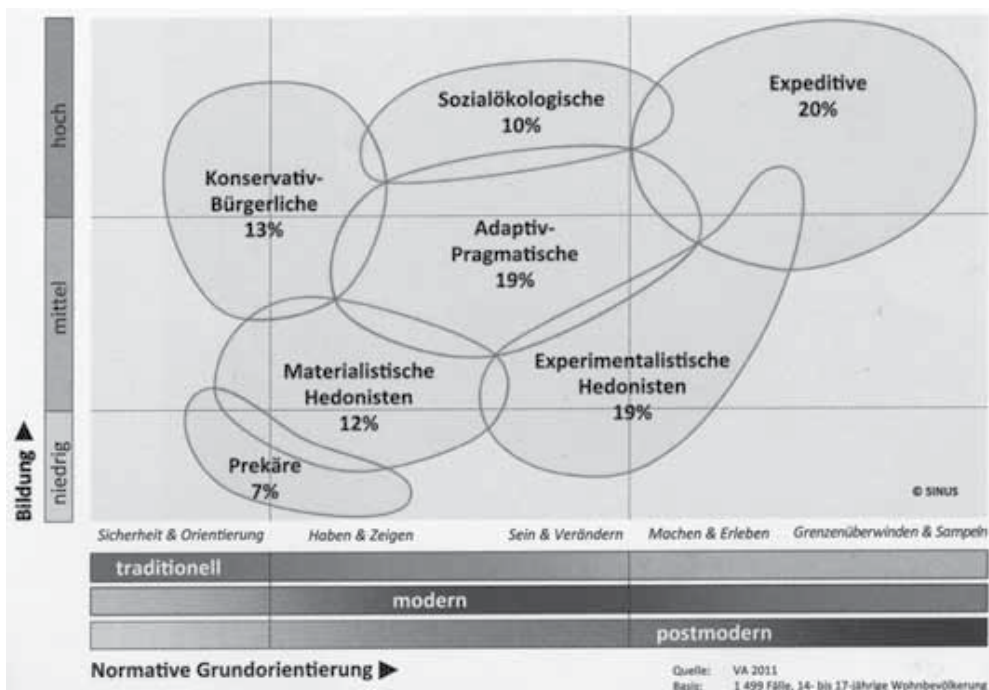 hoch
mittel
niedrig
Bildung ▶
Sozialökologische
10%
Expeditive
20%
Konservativ-
Bürgerliche
13%
Adaptiv-
Pragmatische
19%
Materialistische
Hedonisten
12%
Experimentalistische
Hedonisten
19%
Prekäre
7%
© SINUS
Sicherheit & Orientierung Haben & Zeigen Sein & Verändern Machen & Erleben Grenzenüberwinden & Sampeln
traditionell
modern
postmodern
Normative Grundorientierung ▶
Quelle: VA 2011
Basis: 1 499 Fälle, 14- bis 17-jährige Wohnbevölkerung